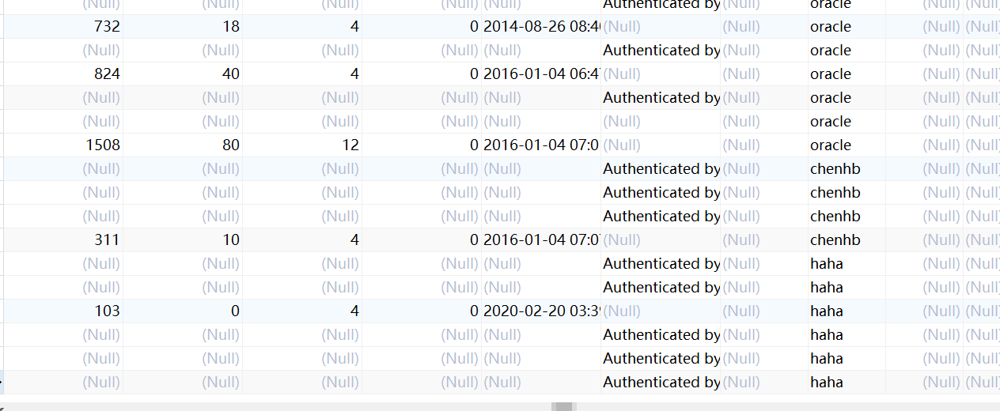 (Null) (Null) (Null) (Null) (Null) Authenticated by (Null) oracle (Null) (Null)
732 18 4 0 2014-08-26 08:4 (Null) (Null) oracle (Null) (Null)
(Null) (Null) (Null) (Null) (Null) Authenticated by (Null) oracle (Null) (Null)
824 40 4 0 2016-01-04 06:4 (Null) (Null) oracle (Null) (Null)
(Null) (Null) (Null) (Null) (Null) Authenticated by (Null) oracle (Null) (Null)
(Null) (Null) (Null) (Null) (Null) (Null) (Null) oracle (Null) (Null)
1508 80 12 0 2016-01-04 07:0 (Null) (Null) oracle (Null) (Null)
(Null) (Null) (Null) (Null) (Null) Authenticated by (Null) chenhb (Null) (Null)
(Null) (Null) (Null) (Null) (Null) Authenticated by (Null) chenhb (Null) (Null)
(Null) (Null) (Null) (Null) (Null) Authenticated by (Null) chenhb (Null) (Null)
311 10 4 0 2016-01-04 07:0 (Null) (Null) chenhb (Null) (Null)
(Null) (Null) (Null) (Null) (Null) Authenticated by (Null) haha (Null) (Null)
(Null) (Null) (Null) (Null) (Null) Authenticated by (Null) haha (Null) (Null)
103 0 4 0 2020-02-20 03:3 (Null) (Null) haha (Null) (Null)
(Null) (Null) (Null) (Null) (Null) Authenticated by (Null) haha (Null) (Null)
(Null) (Null) (Null) (Null) (Null) Authenticated by (Null) haha (Null) (Null)
(Null) (Null) (Null) (Null) (Null) Authenticated by (Null) haha (Null) (Null)